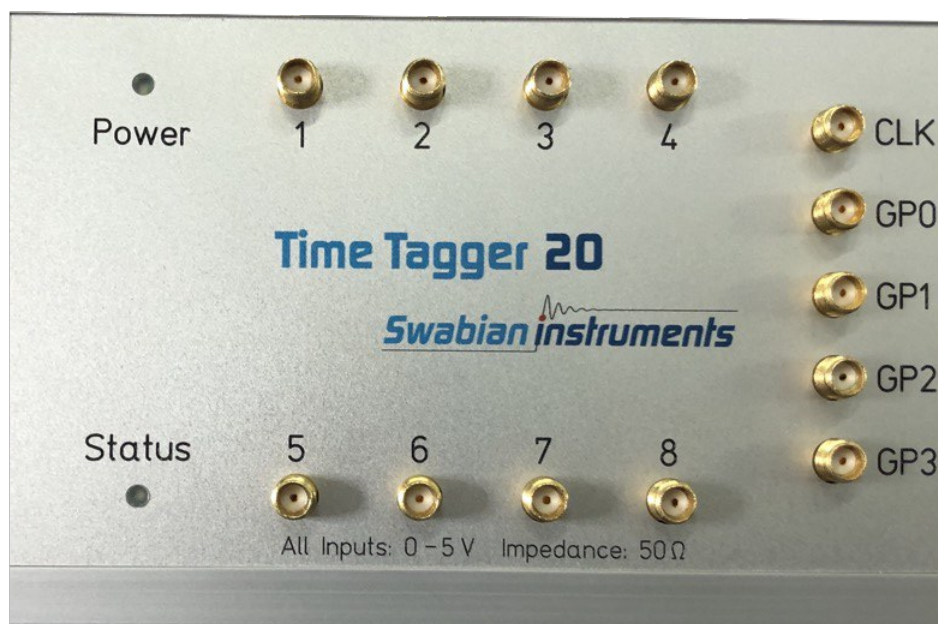 Power
1 2 3 4
CLK
GP0
GP1
GP2
GP3
Time Tagger 20
Swabian instruments
Status
5 6 7 8
All Inputs: 0-5 V Impedance: 50Ω